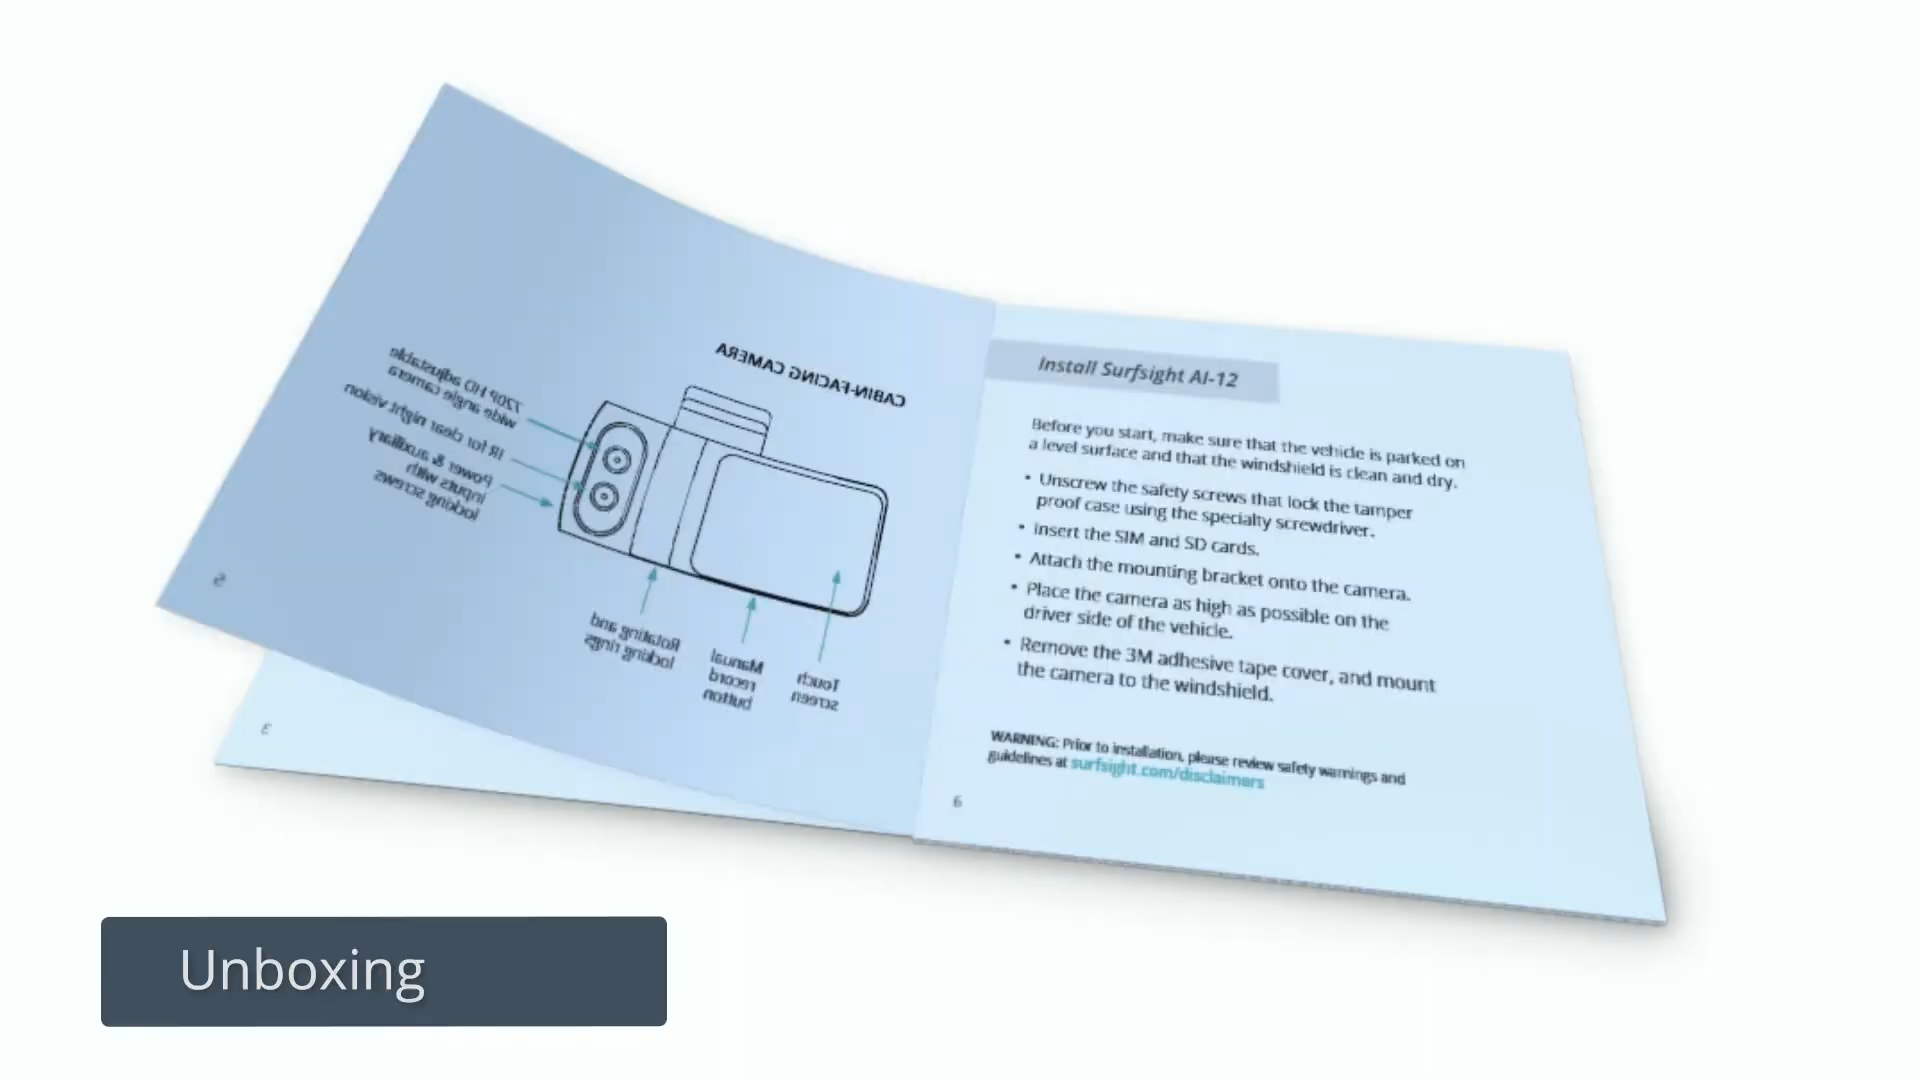 CABIN-FACING CAMERA
720P HD adjustable
wide angle camera
IR for clear night vision
Power & auxiliary
inputs with
locking screws
Rotating and
locking rings
Manual
record
button
Touch
screen
5
3
Install Surfsight AI-12
Before you start, make sure that the vehicle is parked on
a level surface and that the windshield is clean and dry.
• Unscrew the safety screws that lock the tamper
proof case using the specialty screwdriver.
• Insert the SIM and SD cards.
• Attach the mounting bracket onto the camera.
• Place the camera as high as possible on the
driver side of the vehicle.
• Remove the 3M adhesive tape cover, and mount
the camera to the windshield.
WARNING: Prior to installation, please review safety warnings and
guidelines at surfsight.com/disclaimers
6
Unboxing